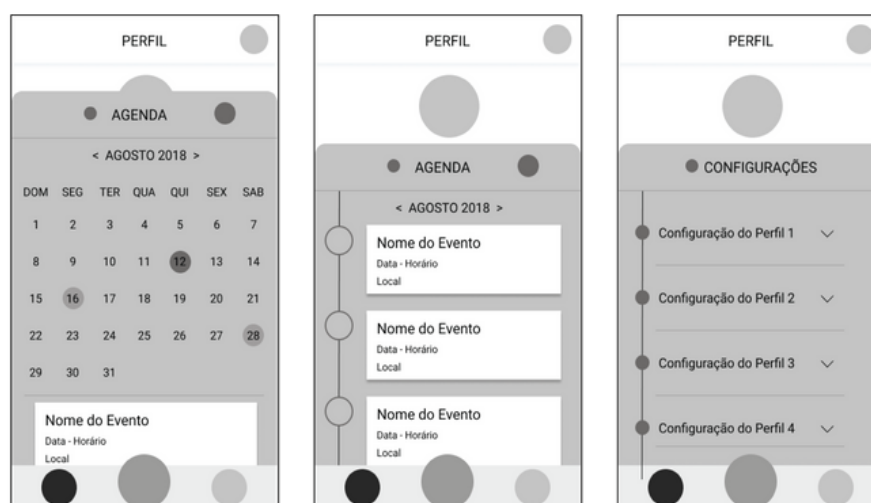 PERFIL
AGENDA
< AGOSTO 2018 >
DOM SEG TER QUA QUI SEX SAB
1 2 3 4 5 6 7
8 9 10 11 12 13 14
15 16 17 18 19 20 21
22 23 24 25 26 27 28
29 30 31
Nome do Evento
Data - Horário
Local
PERFIL
AGENDA
< AGOSTO 2018 >
Nome do Evento
Data - Horário
Local
Nome do Evento
Data - Horário
Local
Nome do Evento
Data - Horário
Local
PERFIL
CONFIGURAÇÕES
Configuração do Perfil 1
Configuração do Perfil 2
Configuração do Perfil 3
Configuração do Perfil 4